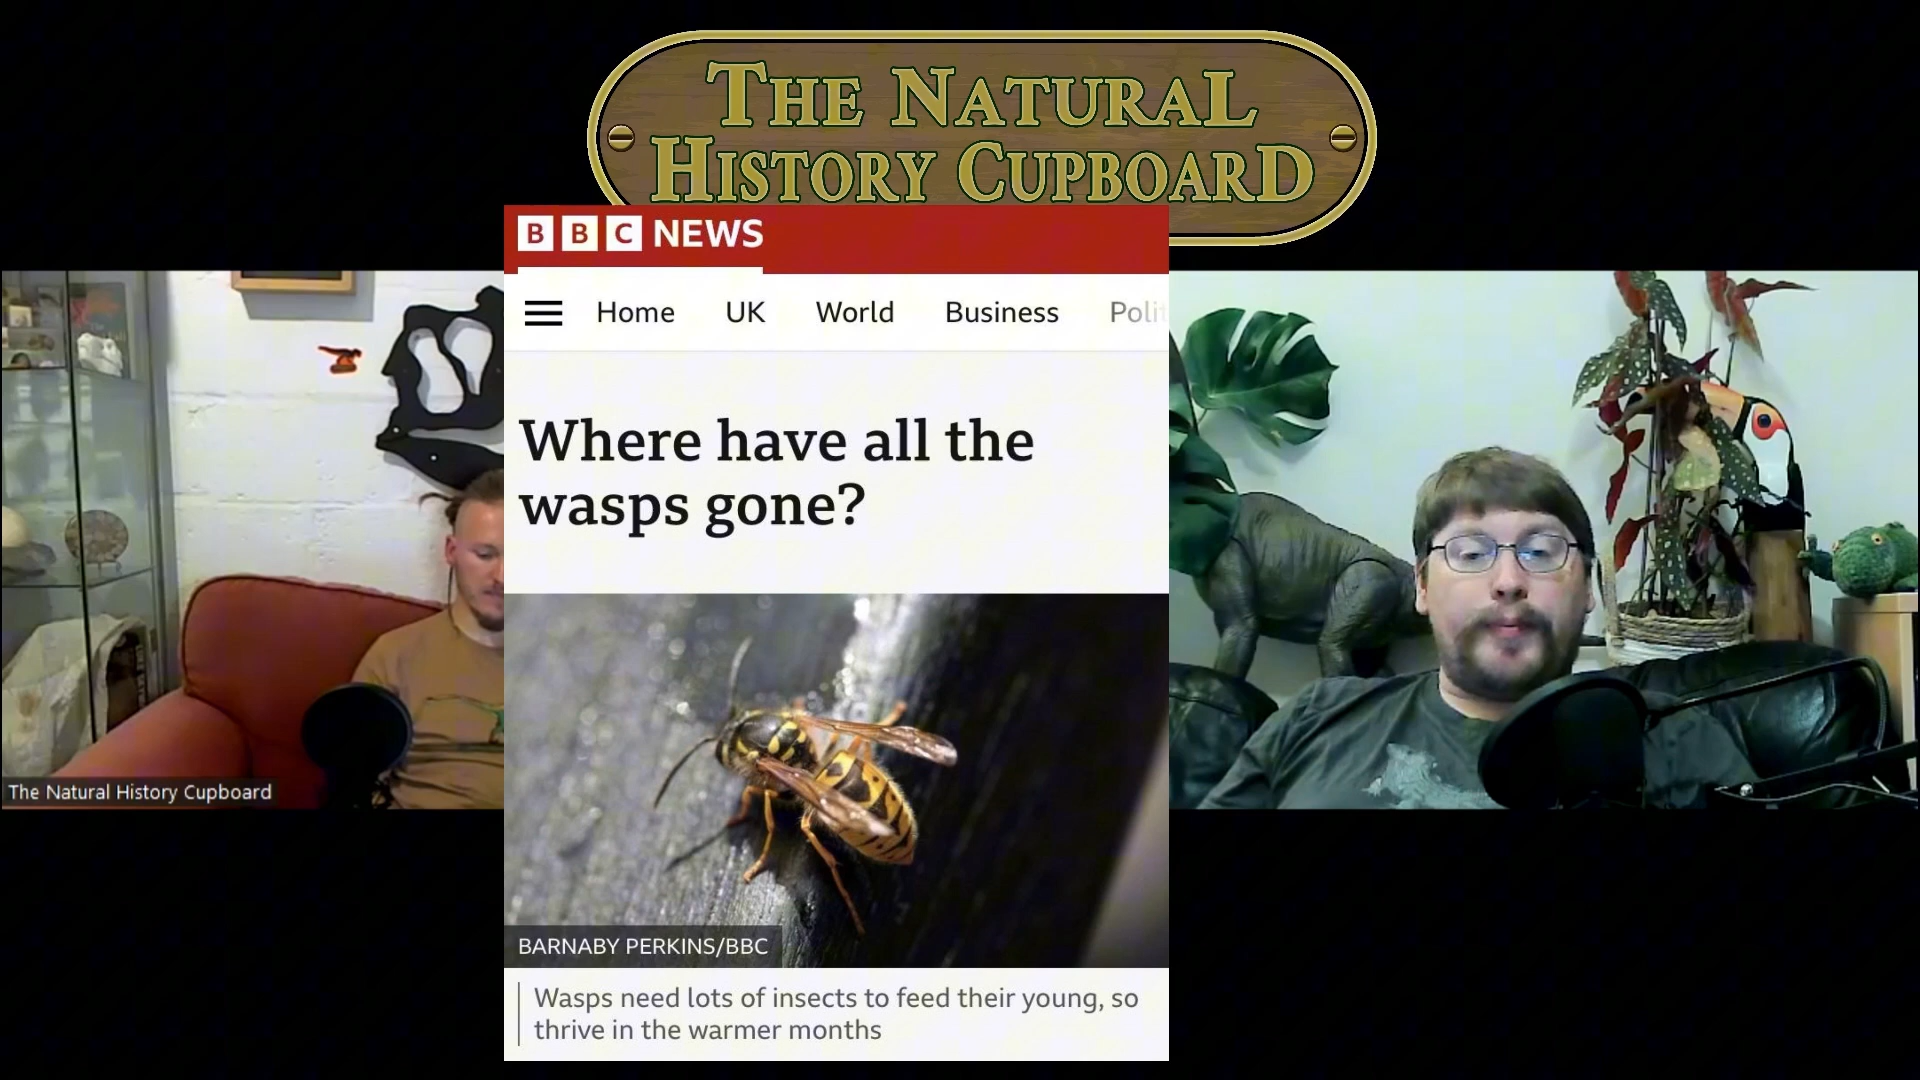 The Natural
History Cupboard
BBC NEWS
Home UK World Business Polit
Where have all the
wasps gone?
BARNABY PERKINS/BBC
Wasps need lots of insects to feed their young, so
thrive in the warmer months
The Natural History Cupboard